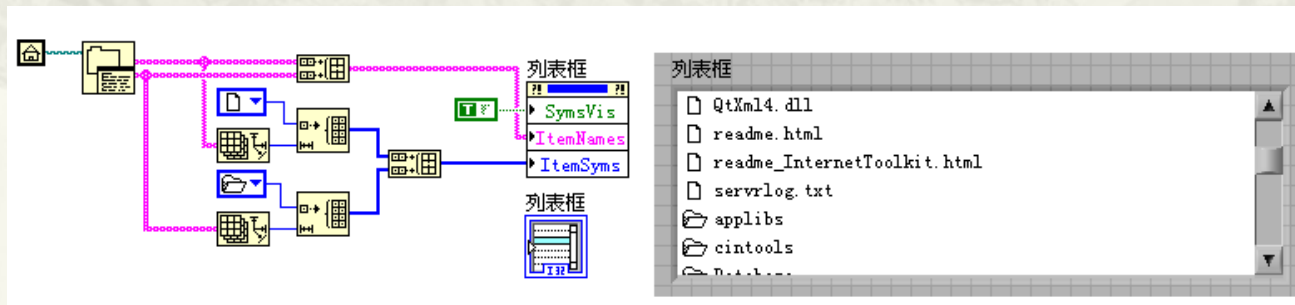 列表框
?! ?!
T F
SymsVis
ItemNames
ItemSyms
列表框
I32
列表框
QtXml4.dll
readme.html
readme_InternetToolkit.html
servrlog.txt
applibs
cintools